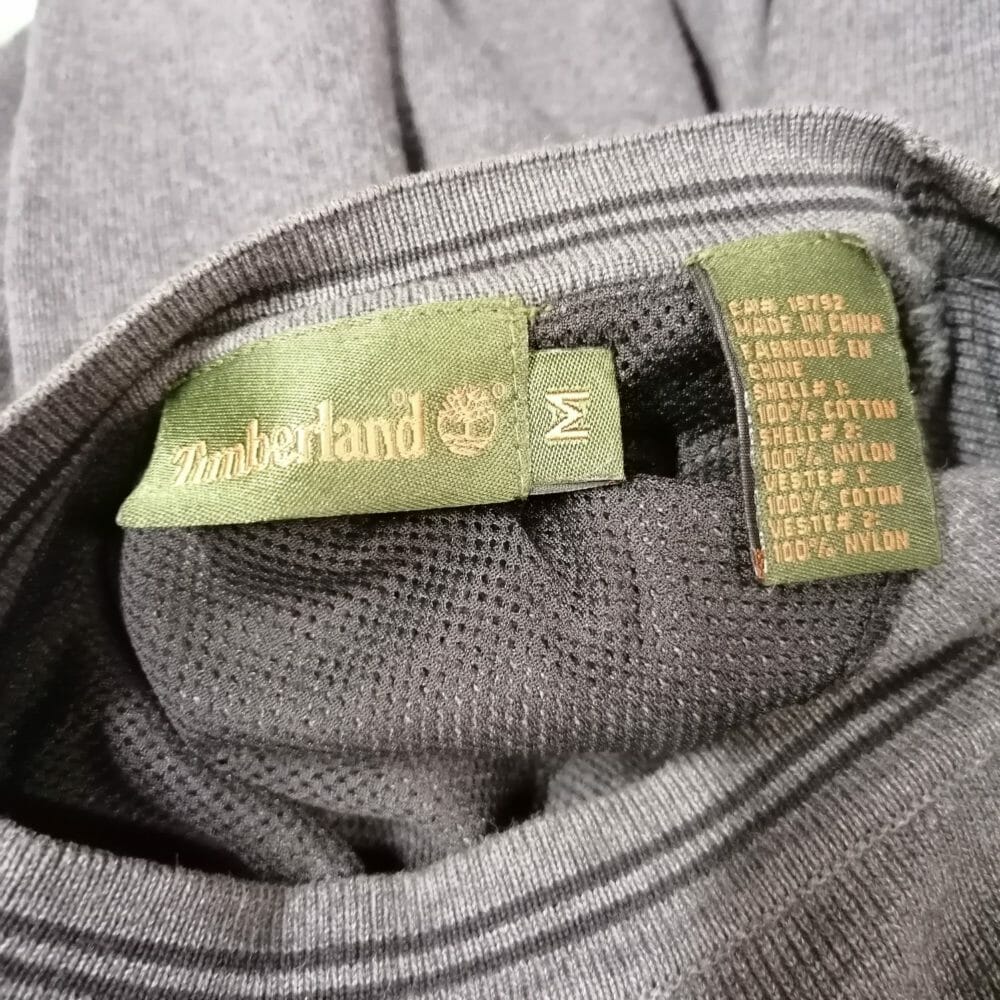 Timberland®
M
RN# 19792
MADE IN CHINA
FABRIQUÉ EN
CHINE
SHELL# 1:
100% COTTON
SHELL# 2:
100% NYLON
VESTE# 1:
100% COTON
VESTE# 2:
100% NYLON